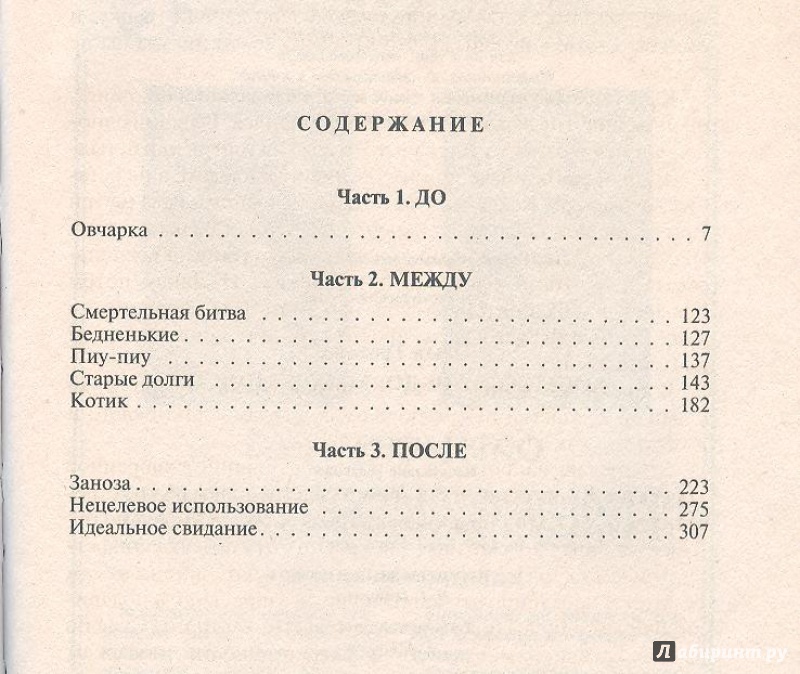 СОДЕРЖАНИЕ
Часть 1. ДО
Овчарка . . . . . . . . . . . . . . . . . . . . . . . . . . . . . . . . . . . 7
Часть 2. МЕЖДУ
Смертельная битва . . . . . . . . . . . . . . . . . . . . . . . . . . . 123
Бедненькие . . . . . . . . . . . . . . . . . . . . . . . . . . . . . . . 127
Пиу-пиу . . . . . . . . . . . . . . . . . . . . . . . . . . . . . . . . 137
Старые долги . . . . . . . . . . . . . . . . . . . . . . . . . . . . . . 143
Котик . . . . . . . . . . . . . . . . . . . . . . . . . . . . . . . . . . 182
Часть 3. ПОСЛЕ
Заноза . . . . . . . . . . . . . . . . . . . . . . . . . . . . . . . . . . 223
Нецелевое использование . . . . . . . . . . . . . . . . . . . . . . . 275
Идеальное свидание . . . . . . . . . . . . . . . . . . . . . . . . . . 307
Лабиринт.ру